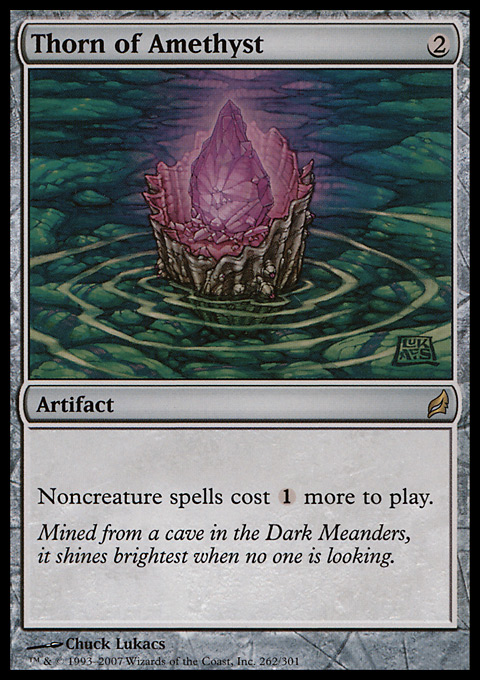 Thorn of Amethyst 2
LUK
AFS
Artifact
Noncreature spells cost 1 more to play.
Mined from a cave in the Dark Meanders,
it shines brightest when no one is looking.
Chuck Lukacs
™ & © 1993–2007 Wizards of the Coast, Inc. 262/301